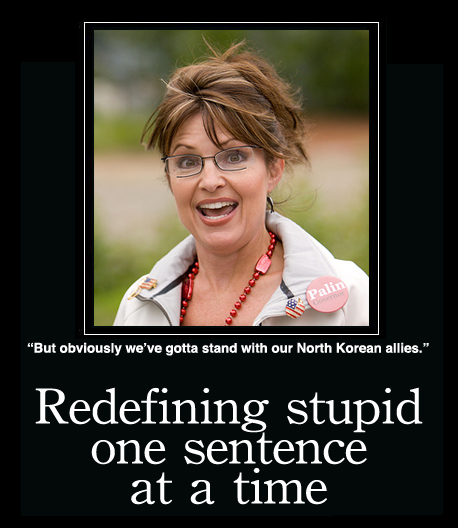 Palin
“But obviously we’ve gotta stand with our North Korean allies.”
Redefining stupid
one sentence
at a time